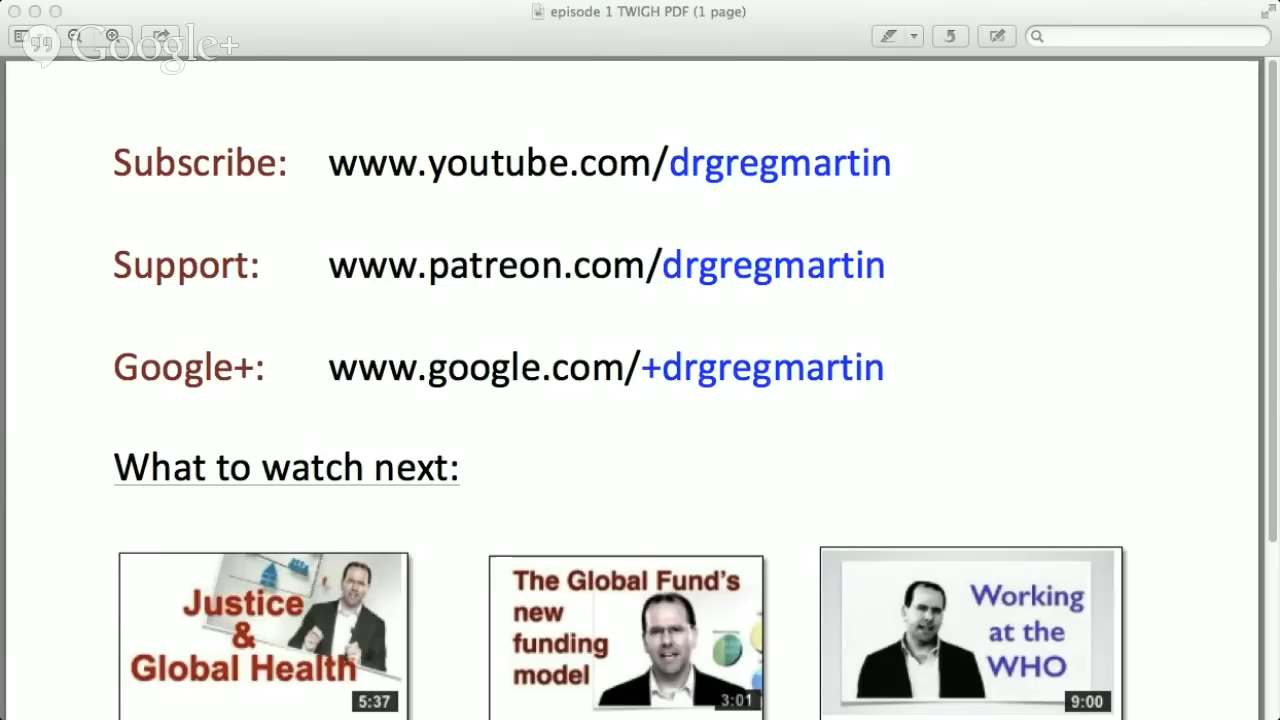 episode 1 TWIGH PDF (1 page)
Google+
Subscribe: www.youtube.com/drgregmartin
Support: www.patreon.com/drgregmartin
Google+: www.google.com/+drgregmartin
What to watch next:
Justice
&
Global Health
5:37
The Global Fund's
new
funding
model
3:01
Working
at the
WHO
9:00